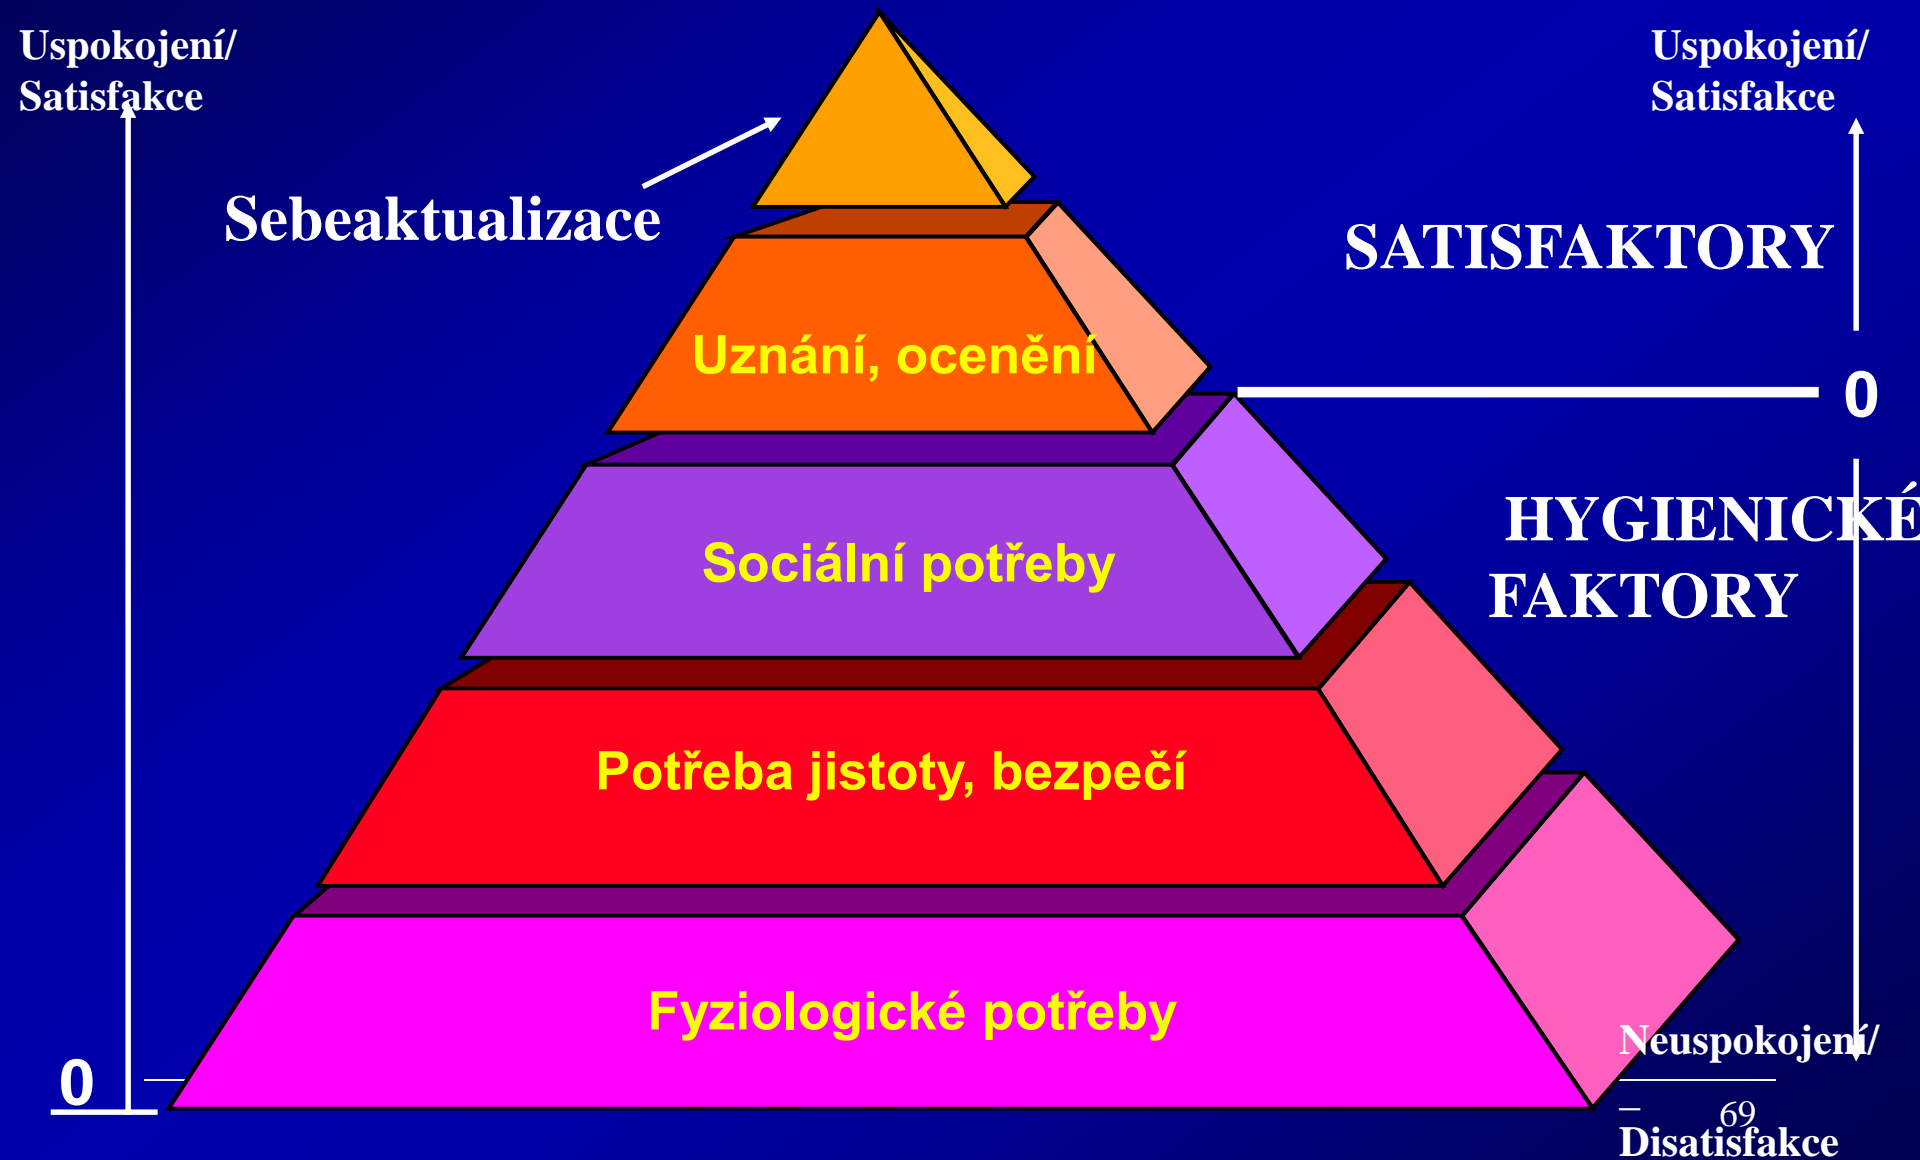 Uspokojení/
Satisfakce
Uspokojení/
Satisfakce
Sebeaktualizace
SATISFAKTORY
Uznání, ocenění
0
HYGIENICKÉ
FAKTORY
Sociální potřeby
Potřeba jistoty, bezpečí
Fyziologické potřeby
0
Neuspokojení/
–
Disatisfakce
69